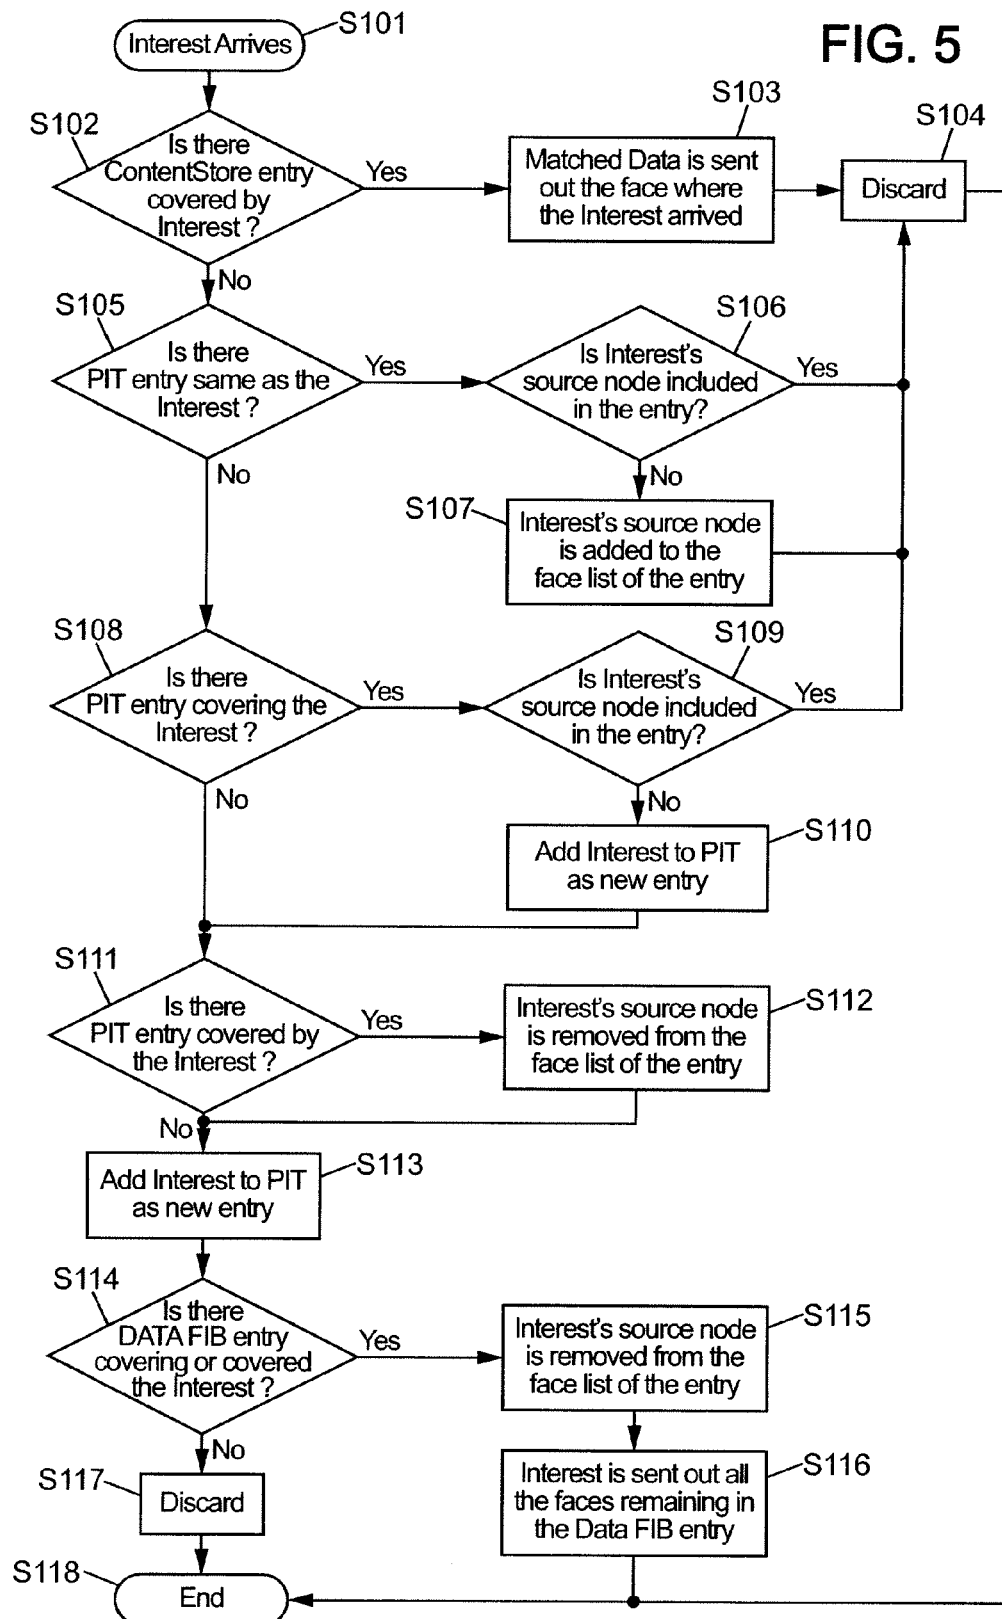 FIG. 5
S101
Interest Arrives
S102
Is there
ContentStore entry
covered by
Interest ?
Yes
No
S103
Matched Data is sent
out the face where
the Interest arrived
S104
Discard
S105
Is there
PIT entry same as the
Interest ?
Yes
No
S106
Is Interest's
source node included
in the entry?
Yes
No
S107
Interest's source node
is added to the
face list of the entry
S108
Is there
PIT entry covering the
Interest ?
Yes
No
S109
Is Interest's
source node included
in the entry?
Yes
No
S110
Add Interest to PIT
as new entry
S111
Is there
PIT entry covered by
the Interest ?
Yes
No
S112
Interest's source node
is removed from the
face list of the entry
S113
Add Interest to PIT
as new entry
S114
Is there
DATA FIB entry
covering or covered
the Interest ?
Yes
No
S115
Interest's source node
is removed from the
face list of the entry
S116
Interest is sent out all
the faces remaining in
the Data FIB entry
S117
Discard
S118
End